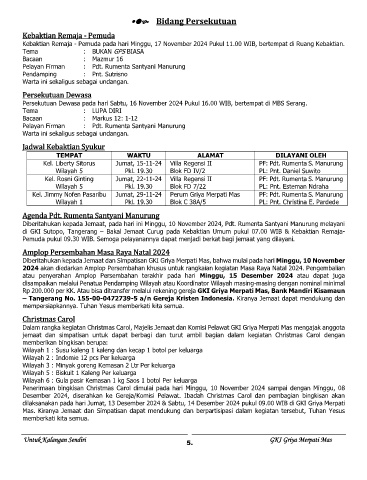 Bidang Persekutuan
Kebaktian Remaja - Pemuda
Kebaktian Remaja - Pemuda pada hari Minggu, 17 November 2024 Pukul 11.00 WIB, bertempat di Ruang Kebaktian.
Tema : BUKAN GPS BIASA
Bacaan : Mazmur 16
Pelayan Firman : Pdt. Rumenta Santyani Manurung
Pendamping : Pnt. Sutrisno
Warta ini sekaligus sebagai undangan.
Persekutuan Dewasa
Persekutuan Dewasa pada hari Sabtu, 16 November 2024 Pukul 16.00 WIB, bertempat di MBS Serang.
Tema : LUPA DIRI
Bacaan : Markus 12: 1-12
Pelayan Firman : Pdt. Rumenta Santyani Manurung
Warta ini sekaligus sebagai undangan.
Jadwal Kebaktian Syukur
TEMPAT WAKTU ALAMAT DILAYANI OLEH
Kel. Liberty Sitorus Jumat, 15-11-24 Villa Regensi II PF: Pdt. Rumenta S. Manurung
Wilayah 5 Pkl. 19.30 Blok FD IV/2 PL: Pnt. Daniel Suwito
Kel. Rosni Ginting Jumat, 22-11-24 Villa Regensi II PF: Pdt. Rumenta S. Manurung
Wilayah 5 Pkl. 19.30 Blok FD 7/22 PL: Pnt. Esteman Ndraha
Kel. Jimmy Nofen Pasaribu Jumat, 29-11-24 Perum Griya Merpati Mas PF: Pdt. Rumenta S. Manurung
Wilayah 1 Pkl. 19.30 Blok C 38A/5 PL: Pnt. Christina E. Pardede
Agenda Pdt. Rumenta Santyani Manurung
Diberitahukan kepada Jemaat, pada hari ini Minggu, 10 November 2024, Pdt. Rumenta Santyani Manurung melayani
di GKI Sutopo, Tangerang – Bakal Jemaat Curug pada Kebaktian Umum pukul 07.00 WIB & Kebaktian Remaja-
Pemuda pukul 09.30 WIB. Semoga pelayanannya dapat menjadi berkat bagi jemaat yang dilayani.
Amplop Persembahan Masa Raya Natal 2024
Diberitahukan kepada Jemaat dan Simpatisan GKI Griya Merpati Mas, bahwa mulai pada hari Minggu, 10 November
2024 akan diedarkan Amplop Persembahan khusus untuk rangkaian kegiatan Masa Raya Natal 2024. Pengembalian
atau penyerahan Amplop Persembahan terakhir pada hari Minggu, 15 Desember 2024 atau dapat juga
disampaikan melalui Penatua Pendamping Wilayah atau Koordinator Wilayah masing-masing dengan nominal minimal
Rp 200.000 per KK. Atau bisa ditransfer melalui rekening gereja GKI Griya Merpati Mas, Bank Mandiri Kisamaun
– Tangerang No. 155-00-0472739-5 a/n Gereja Kristen Indonesia. Kiranya Jemaat dapat mendukung dan
mempersiapkannya. Tuhan Yesus memberkati kita semua.
Christmas Carol
Dalam rangka kegiatan Christmas Carol, Majelis Jemaat dan Komisi Pelawat GKI Griya Merpati Mas mengajak anggota
jemaat dan simpatisan untuk dapat berbagi dan turut ambil bagian dalam kegiatan Christmas Carol dengan
memberikan bingkisan berupa:
Wilayah 1 : Susu kaleng 1 kaleng dan kecap 1 botol per keluarga
Wilayah 2 : Indomie 12 pcs Per keluarga
Wilayah 3 : Minyak goreng Kemasan 2 Ltr Per keluarga
Wilayah 5 : Biskuit 1 Kaleng Per keluarga
Wilayah 6 : Gula pasir Kemasan 1 kg Saos 1 botol Per keluarga
Penerimaan bingkisan Christmas Carol dimulai pada hari Minggu, 10 November 2024 sampai dengan Minggu, 08
Desember 2024, diserahkan ke Gereja/Komisi Pelawat. Ibadah Christmas Carol dan pembagian bingkisan akan
dilaksanakan pada hari Jumat, 13 Desember 2024 & Sabtu, 14 Desember 2024 pukul 09.00 WIB di GKI Griya Merpati
Mas. Kiranya Jemaat dan Simpatisan dapat mendukung dan berpartisipasi dalam kegiatan tersebut, Tuhan Yesus
memberkati kita semua.
Untuk Kalangan Sendiri 5. GKI Griya Merpati Mas